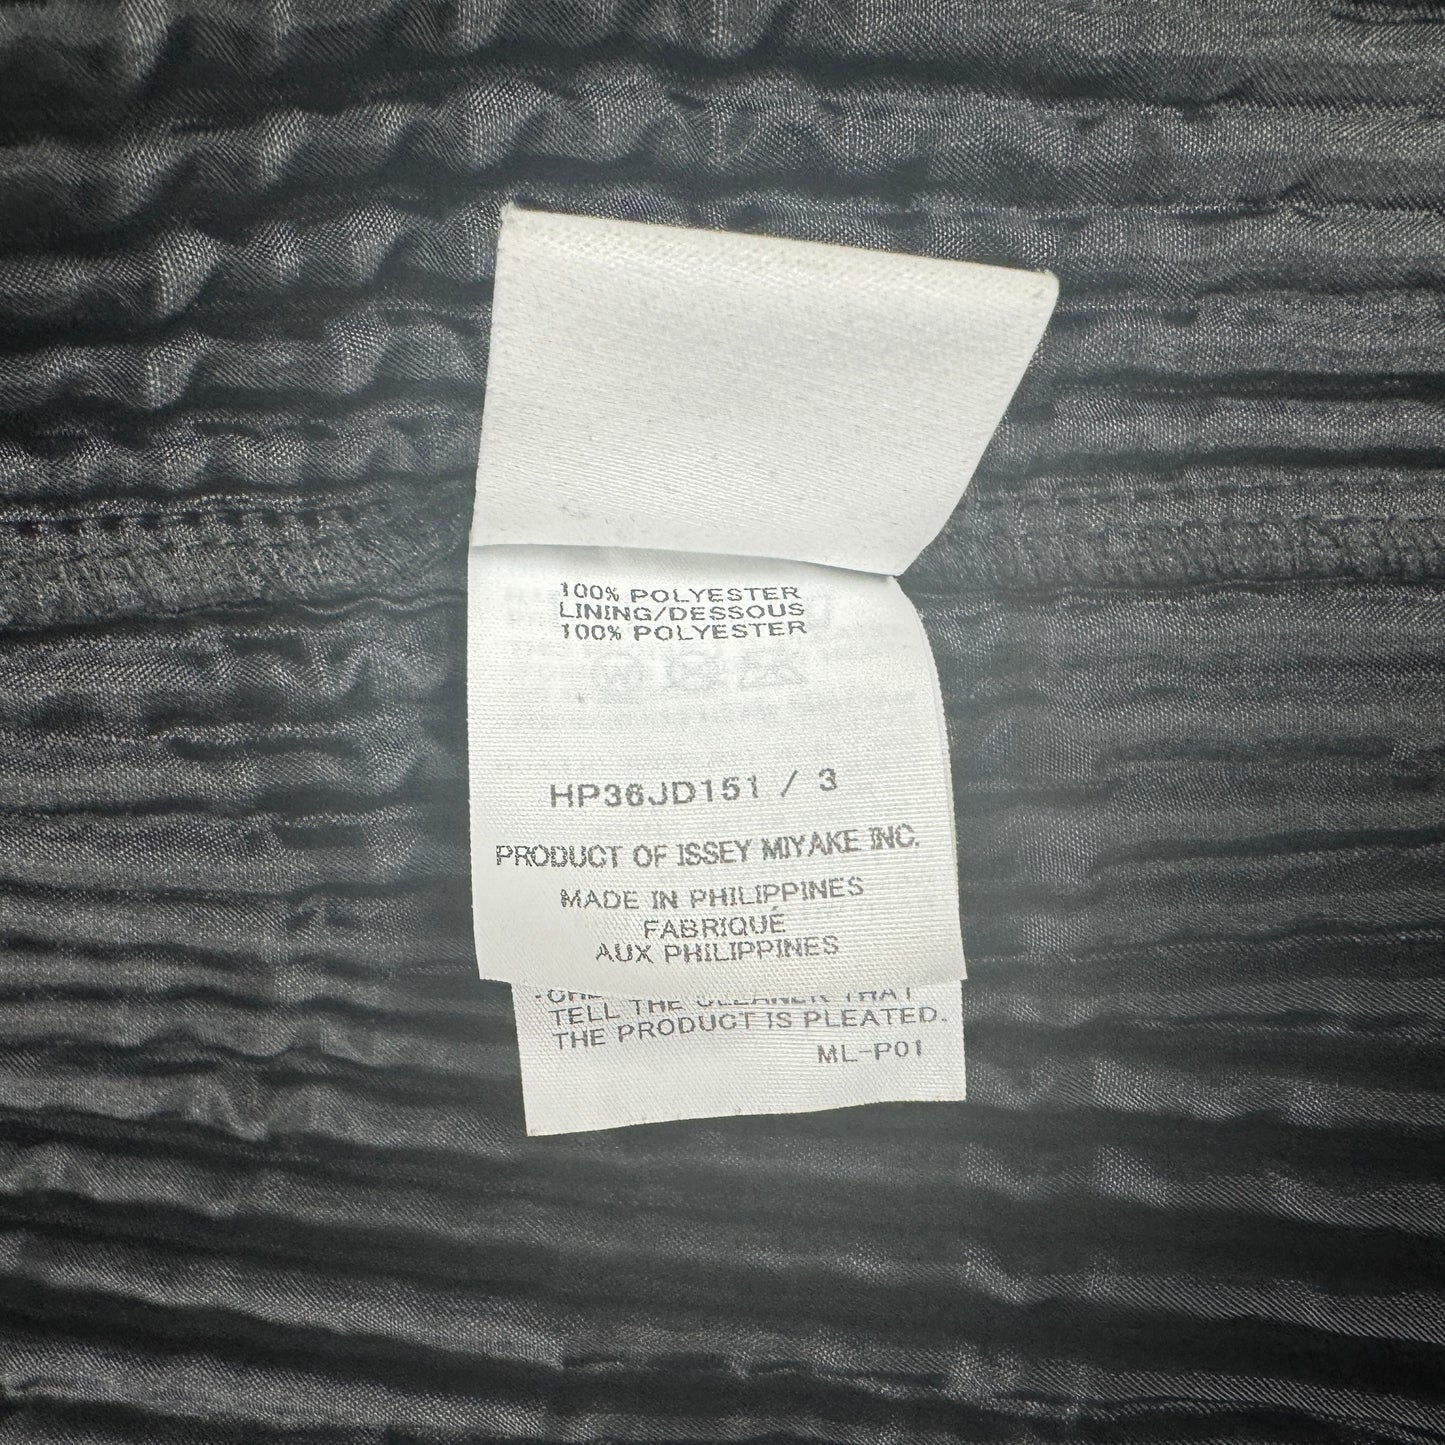 100% POLYESTER
LINING/DESSOUS
100% POLYESTER
HP36JD151 / 3
PRODUCT OF ISSEY MIYAKE INC.
MADE IN PHILIPPINES
FABRIQUÉ
AUX PHILIPPINES
TELL THE CLEANER THAT
THE PRODUCT IS PLEATED.
ML-P01